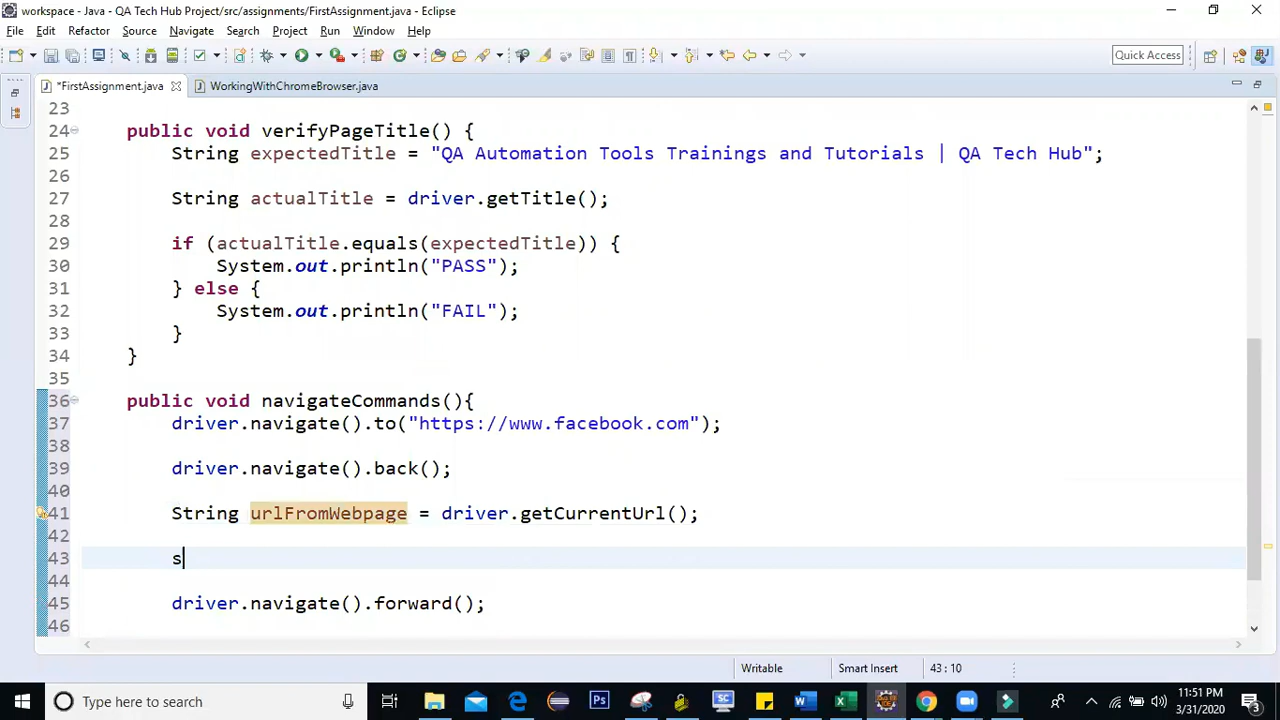 workspace - Java - QA Tech Hub Project/src/assignments/FirstAssignment.java - Eclipse
File Edit Refactor Source Navigate Search Project Run Window Help
Quick Access
*FirstAssignment.java WorkingWithChromeBrowser.java
23
24 public void verifyPageTitle() {
25 String expectedTitle = "QA Automation Tools Trainings and Tutorials | QA Tech Hub";
26
27 String actualTitle = driver.getTitle();
28
29 if (actualTitle.equals(expectedTitle)) {
30 System.out.println("PASS");
31 } else {
32 System.out.println("FAIL");
33 }
34 }
35
36 public void navigateCommands(){
37 driver.navigate().to("https://www.facebook.com");
38
39 driver.navigate().back();
40
41 String urlFromWebpage = driver.getCurrentUrl();
42
43 s
44
45 driver.navigate().forward();
46
Writable Smart Insert 43 : 10
Type here to search
Ps
SC
11:51 PM
3/31/2020
3